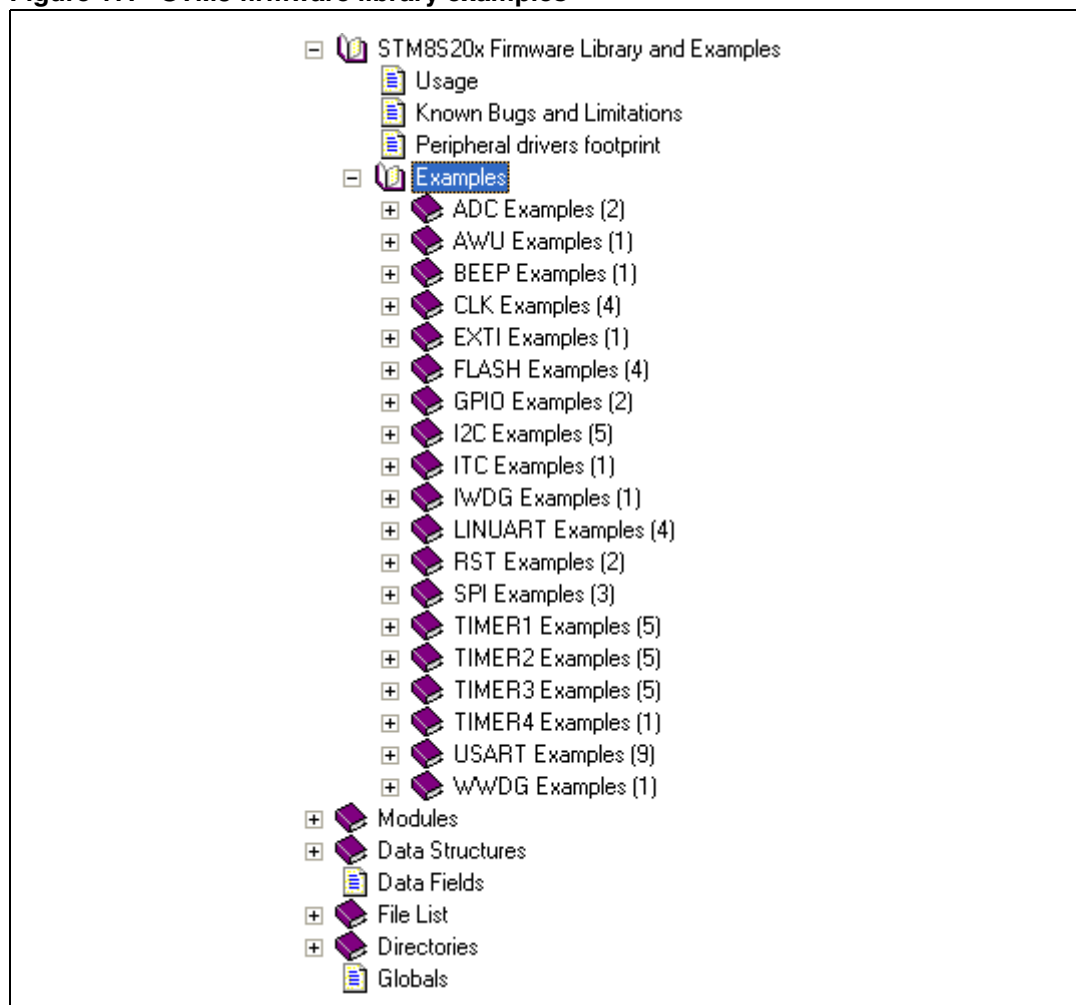 STM8S20x Firmware Library and Examples
Usage
Known Bugs and Limitations
Peripheral drivers footprint
Examples
ADC Examples (2)
AWU Examples (1)
BEEP Examples (1)
CLK Examples (4)
EXTI Examples (1)
FLASH Examples (4)
GPIO Examples (2)
I2C Examples (5)
ITC Examples (1)
IWDG Examples (1)
LINUART Examples (4)
RST Examples (2)
SPI Examples (3)
TIMER1 Examples (5)
TIMER2 Examples (5)
TIMER3 Examples (5)
TIMER4 Examples (1)
USART Examples (9)
WWDG Examples (1)
Modules
Data Structures
Data Fields
File List
Directories
Globals